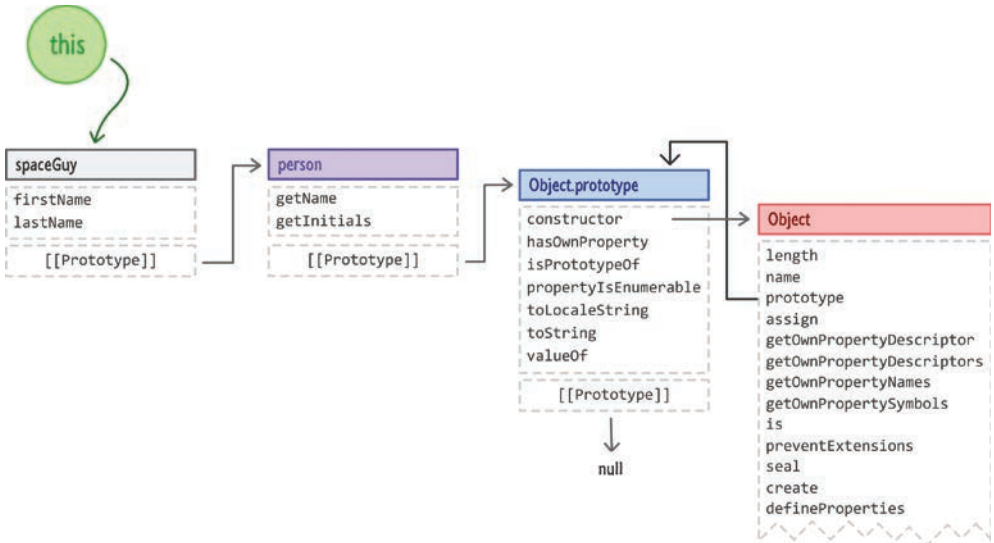 this
spaceGuy
firstName
lastName
[[Prototype]]
person
getName
getInitials
[[Prototype]]
Object.prototype
constructor
hasOwnProperty
isPrototypeOf
propertyIsEnumerable
toLocaleString
toString
valueOf
[[Prototype]]
null
Object
length
name
prototype
assign
getOwnPropertyDescriptor
getOwnPropertyDescriptors
getOwnPropertyNames
getOwnPropertySymbols
is
preventExtensions
seal
create
defineProperties